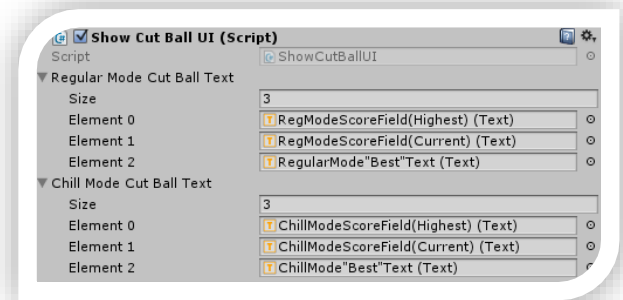 Show Cut Ball UI (Script)
Script ShowCutBallUI
Regular Mode Cut Ball Text
Size 3
Element 0 RegModeScoreField(Highest) (Text)
Element 1 RegModeScoreField(Current) (Text)
Element 2 RegularMode"Best"Text (Text)
Chill Mode Cut Ball Text
Size 3
Element 0 ChillModeScoreField(Highest) (Text)
Element 1 ChillModeScoreField(Current) (Text)
Element 2 ChillMode"Best"Text (Text)